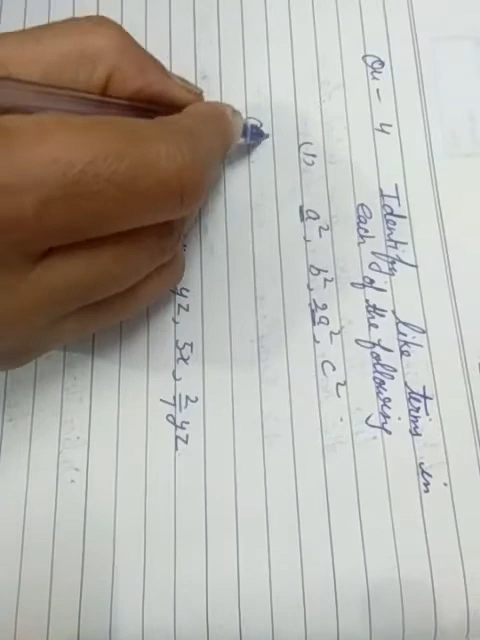 Qu - 4 Identify like terms in
each of the following
(1) a², b², 2a², c².
yz, 5x, 2/7 yz